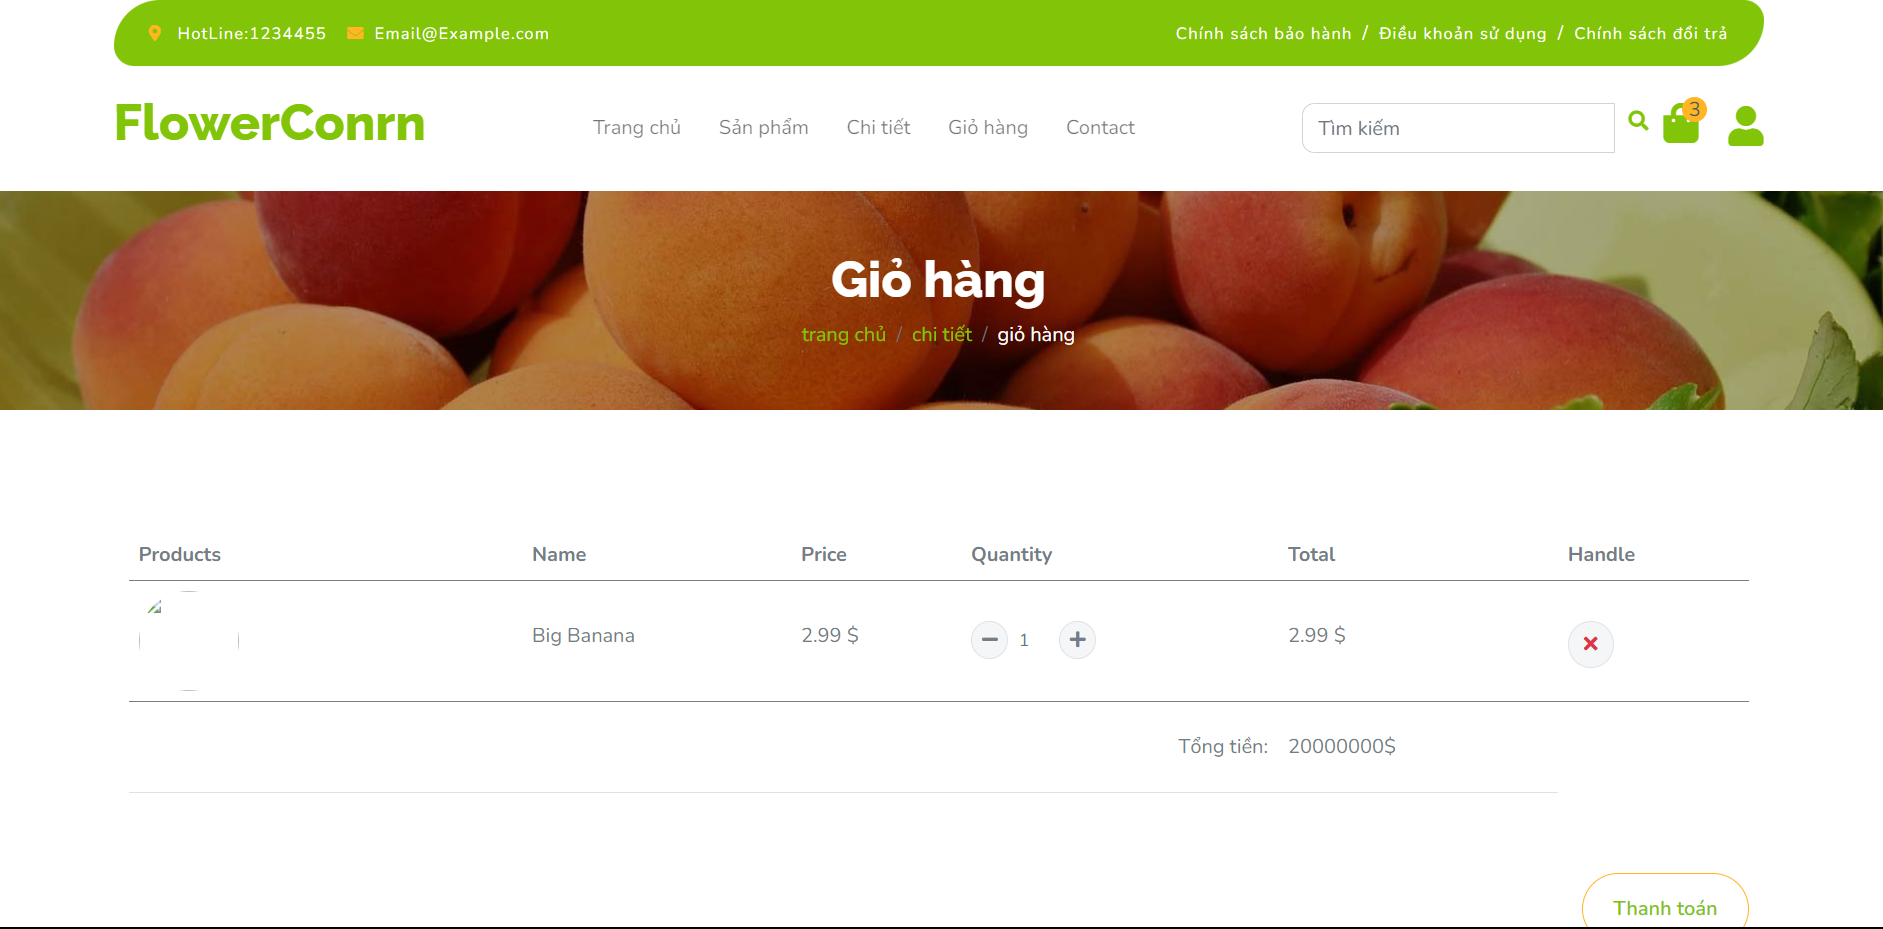 HotLine:1234455 Email@Example.com Chính sách bảo hành / Điều khoản sử dụng / Chính sách đổi trả
FlowerConrn Trang chủ Sản phẩm Chi tiết Giỏ hàng Contact Tìm kiếm 3
Giỏ hàng
trang chủ / chi tiết / giỏ hàng
Products Name Price Quantity Total Handle
Big Banana 2.99 $ 1 2.99 $
Tổng tiền: 20000000$
Thanh toán